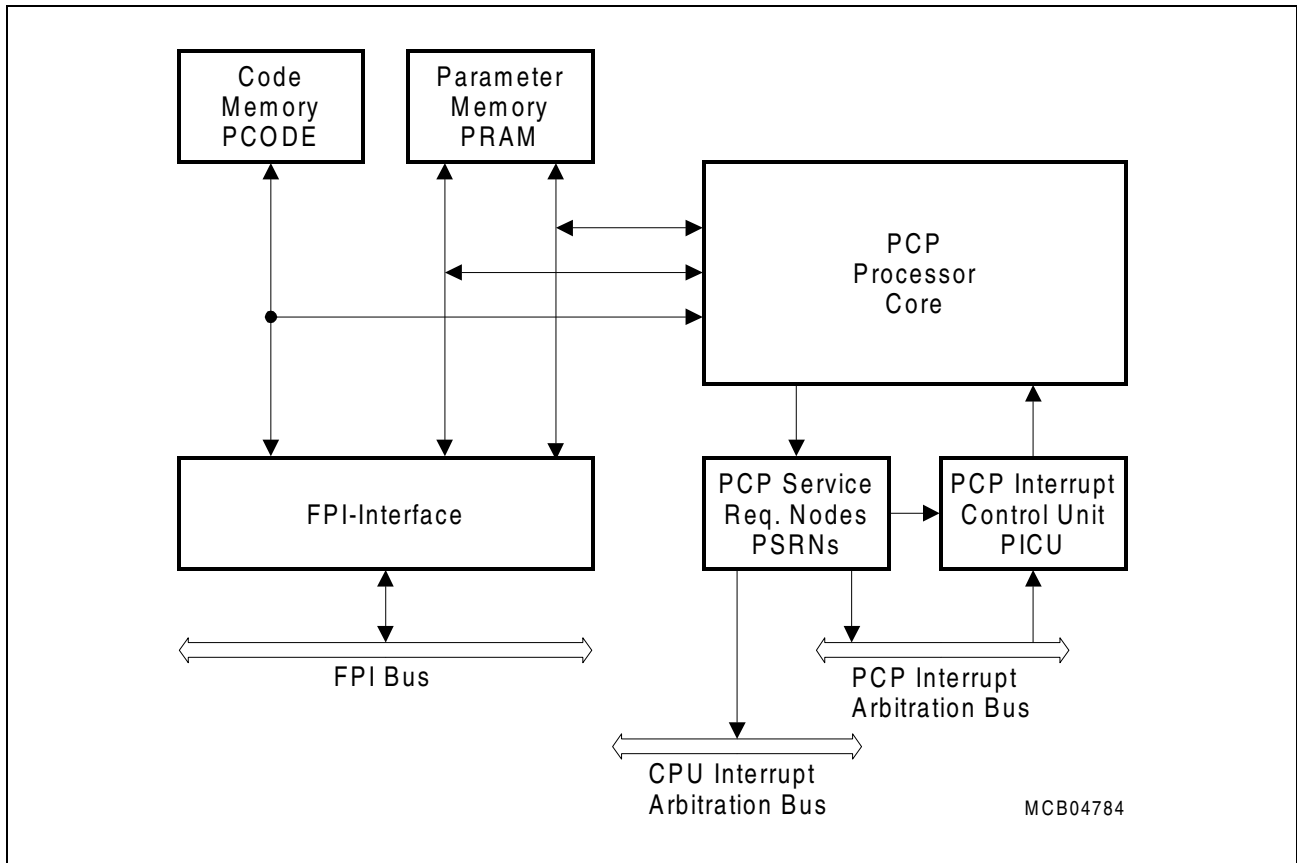 Code
Memory
PCODE
Parameter
Memory
PRAM
PCP
Processor
Core
FPI-Interface
PCP Service
Req. Nodes
PSRNs
PCP Interrupt
Control Unit
PICU
FPI Bus
PCP Interrupt
Arbitration Bus
CPU Interrupt
Arbitration Bus
MCB04784